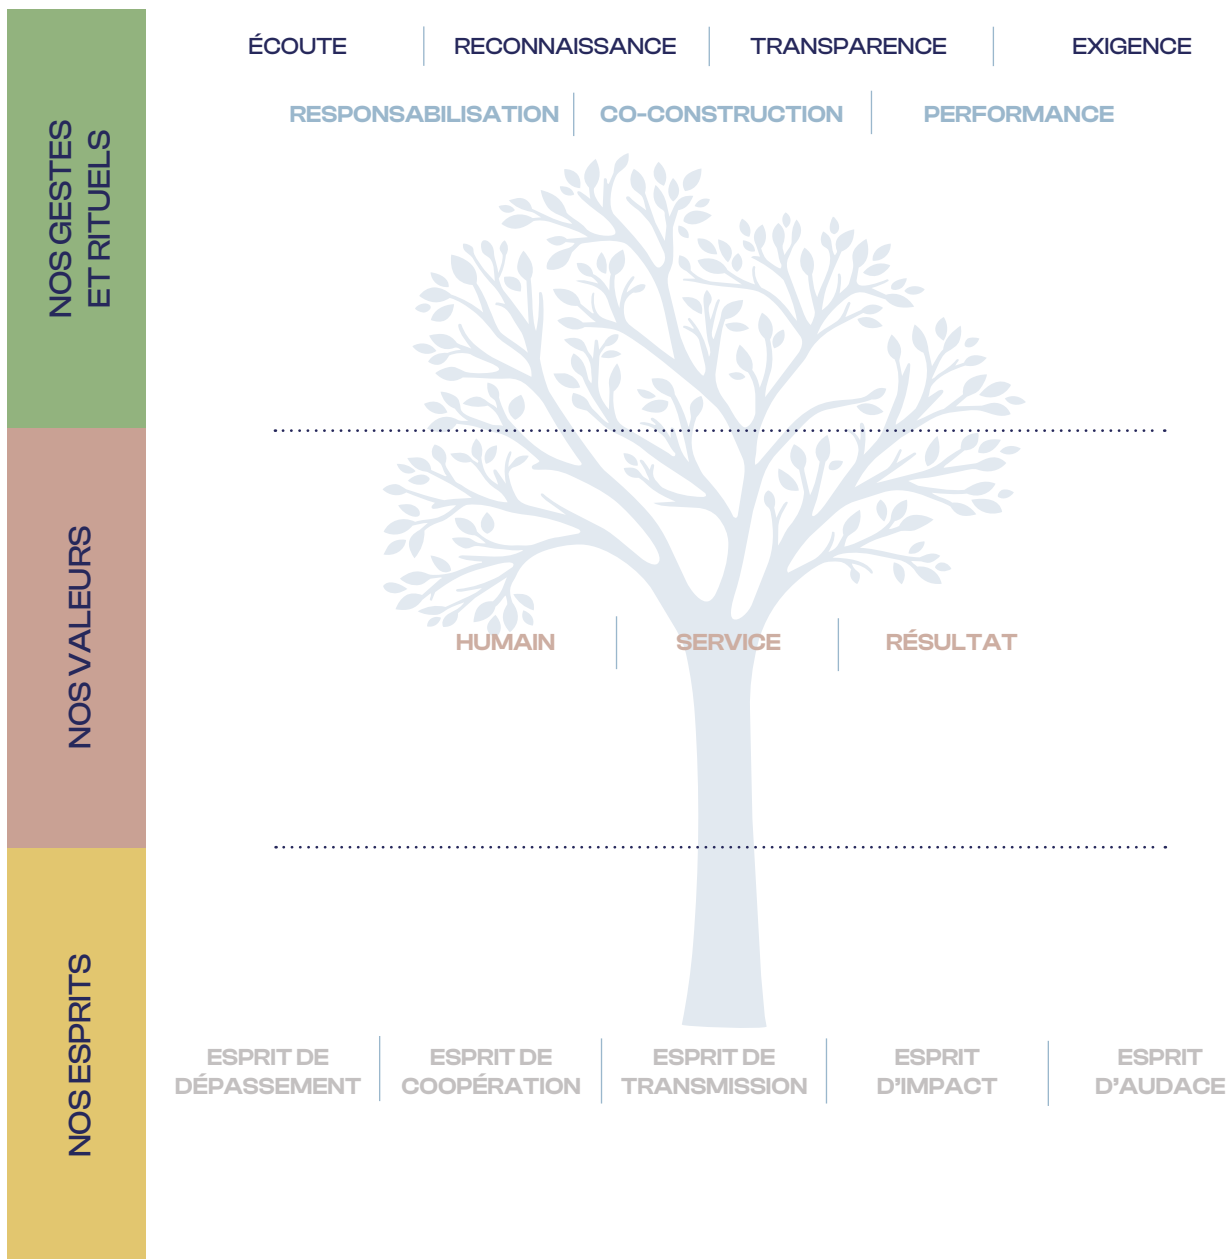 ÉCOUTE
RECONNAISSANCE
TRANSPARENCE
EXIGENCE
RESPONSABILISATION
CO-CONSTRUCTION
PERFORMANCE
NOS GESTES
ET RITUELS
NOS VALEURS
HUMAIN
SERVICE
RÉSULTAT
NOS ESPRITS
ESPRIT DE
DÉPASSEMENT
ESPRIT DE
COOPÉRATION
ESPRIT DE
TRANSMISSION
ESPRIT
D’IMPACT
ESPRIT
D’AUDACE